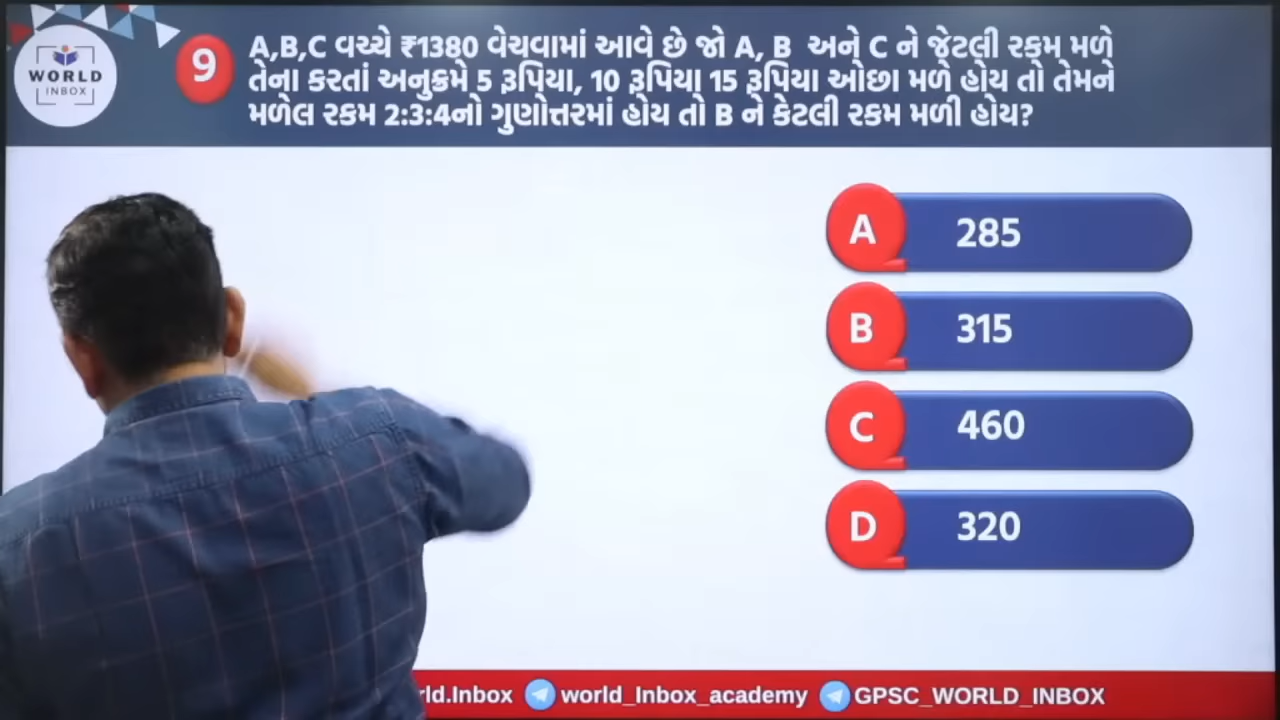 WORLD
INBOX
9
A,B,C વચ્ચે ₹1380 વેચવામાં આવે છે જો A, B અને C ને જેટલી રકમ મળે
તેના કરતાં અનુક્રમે 5 રૂપિયા, 10 રૂપિયા 15 રૂપિયા ઓછા મળે હોય તો તેમને
મળેલ રકમ 2:3:4નો ગુણોત્તરમાં હોય તો B ને કેટલી રકમ મળી હોય?
A 285
B 315
C 460
D 320
rld.Inbox world_Inbox_academy GPSC_WORLD_INBOX